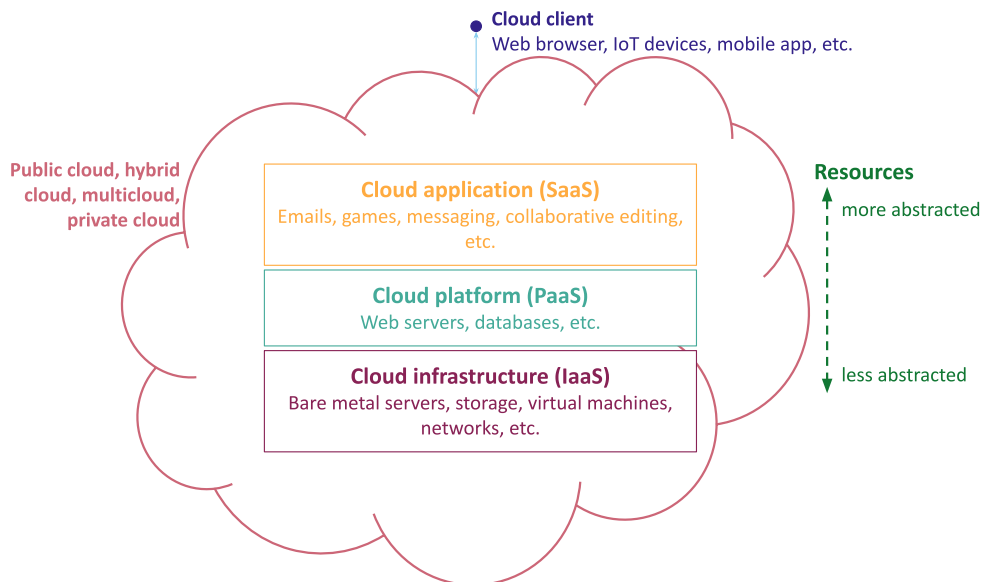 Cloud client
Web browser, IoT devices, mobile app, etc.
Public cloud, hybrid
cloud, multicloud,
private cloud
Cloud application (SaaS)
Emails, games, messaging, collaborative editing,
etc.
Cloud platform (PaaS)
Web servers, databases, etc.
Cloud infrastructure (IaaS)
Bare metal servers, storage, virtual machines,
networks, etc.
Resources
more abstracted
less abstracted